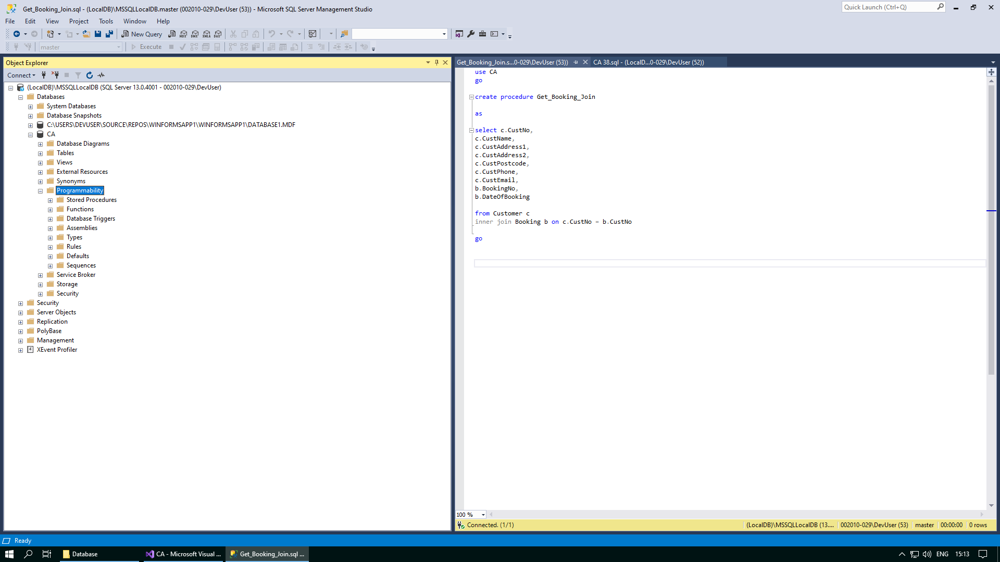 Get_Booking_Join.sql - (LocalDB)\MSSQLLocalDB.master (002010-029\DevUser (53)) - Microsoft SQL Server Management Studio
Quick Launch (Ctrl+Q)
File Edit View Project Tools Window Help
New Query MDX DMX XMLA DAX
master Execute
Object Explorer
Connect
(LocalDB)\MSSQLLocalDB (SQL Server 13.0.4001 - 002010-029\DevUser)
Databases
System Databases
Database Snapshots
C:\USERS\DEVUSER\SOURCE\REPOS\WINFORMSAPP1\WINFORMSAPP1\DATABASE1.MDF
CA
Database Diagrams
Tables
Views
External Resources
Synonyms
Programmability
Stored Procedures
Functions
Database Triggers
Assemblies
Types
Rules
Defaults
Sequences
Service Broker
Storage
Security
Security
Server Objects
Replication
PolyBase
Management
XEvent Profiler
Get_Booking_Join.s...0-029\DevUser (53)) CA 38.sql - (LocalD...0-029\DevUser (52))
use CA
go
create procedure Get_Booking_Join
as
select c.CustNo,
c.CustName,
c.CustAddress1,
c.CustAddress2,
c.CustPostcode,
c.CustPhone,
c.CustEmail,
b.BookingNo,
b.DateOfBooking
from Customer c
inner join Booking b on c.CustNo = b.CustNo
go
100 %
Connected. (1/1) (LocalDB)\MSSQLLocalDB (13.... 002010-029\DevUser (53) master 00:00:00 0 rows
Ready
Database CA - Microsoft Visual ... Get_Booking_Join.sql ... ENG 15:13